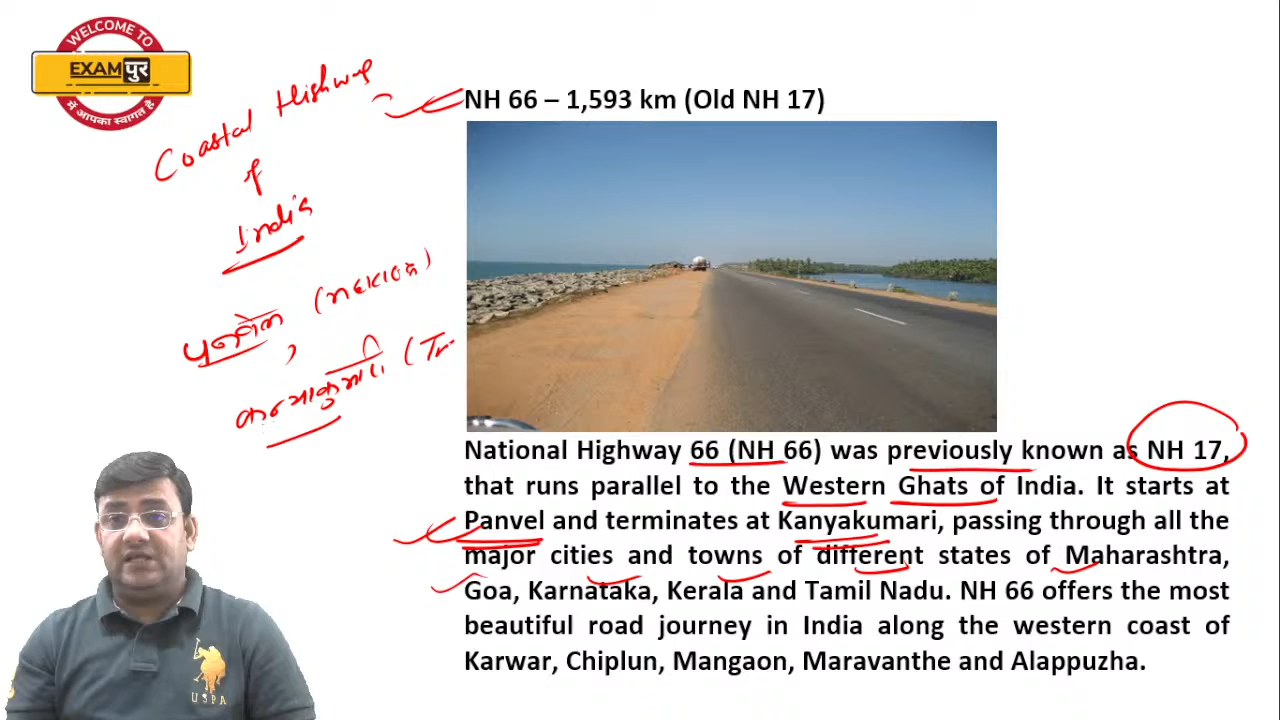 WELCOME TO
EXAM पुर
में आपका स्वागत है
Coastal Highway
of
India
पनवेल (महाराष्ट्र)
,
कन्याकुमारी (Tr
NH 66 – 1,593 km (Old NH 17)
National Highway 66 (NH 66) was previously known as NH 17,
that runs parallel to the Western Ghats of India. It starts at
Panvel and terminates at Kanyakumari, passing through all the
major cities and towns of different states of Maharashtra,
Goa, Karnataka, Kerala and Tamil Nadu. NH 66 offers the most
beautiful road journey in India along the western coast of
Karwar, Chiplun, Mangaon, Maravanthe and Alappuzha.
USPA